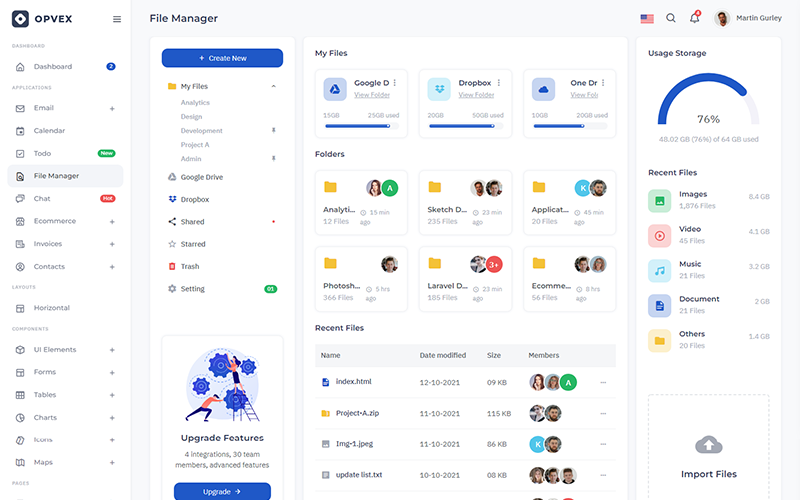 OPVEX
File Manager
4
Martin Gurley
DASHBOARD
Dashboard
2
APPLICATIONS
Email +
Calendar
Todo
New
File Manager
Chat
Hot
Ecommerce +
Invoices +
Contacts +
LAYOUTS
Horizontal
COMPONENTS
UI Elements +
Forms +
Tables +
Charts +
Icons +
Maps +
PAGES
+ Create New
My Files
Analytics
Design
Development
Project A
Admin
Google Drive
Dropbox
Shared
Starred
Trash
Setting
01
Upgrade Features
4 integrations, 30 team
members, advanced features
Upgrade →
My Files
Google D
View Folder
15GB 25GB used
Dropbox
View Folder
20GB 50GB used
One Dr
View Folr
10GB 20GB used
Folders
A
Analyti...
12 Files
15 min
ago
Sketch D...
235 Files
23 min
ago
K
Applicat...
20 Files
45 min
ago
Photosh...
366 Files
5 hrs
ago
3+
Laravel D...
185 Files
23 min
ago
Ecomme...
56 Files
8 hrs
ago
Recent Files
Name Date modified Size Members
index.html 12-10-2021 09 KB A ...
Project-A.zip 11-10-2021 115 KB ...
Img-1.jpeg 11-10-2021 86 KB K ...
update list.txt 10-10-2021 08 KB ...
Usage Storage
76%
48.02 GB (76%) of 64 GB used
Recent Files
Images
1,876 Files
6.4 GB
Video
45 Files
4.1 GB
Music
21 Files
3.2 GB
Document
21 Files
2 GB
Others
20 Files
1.4 GB
Import Files